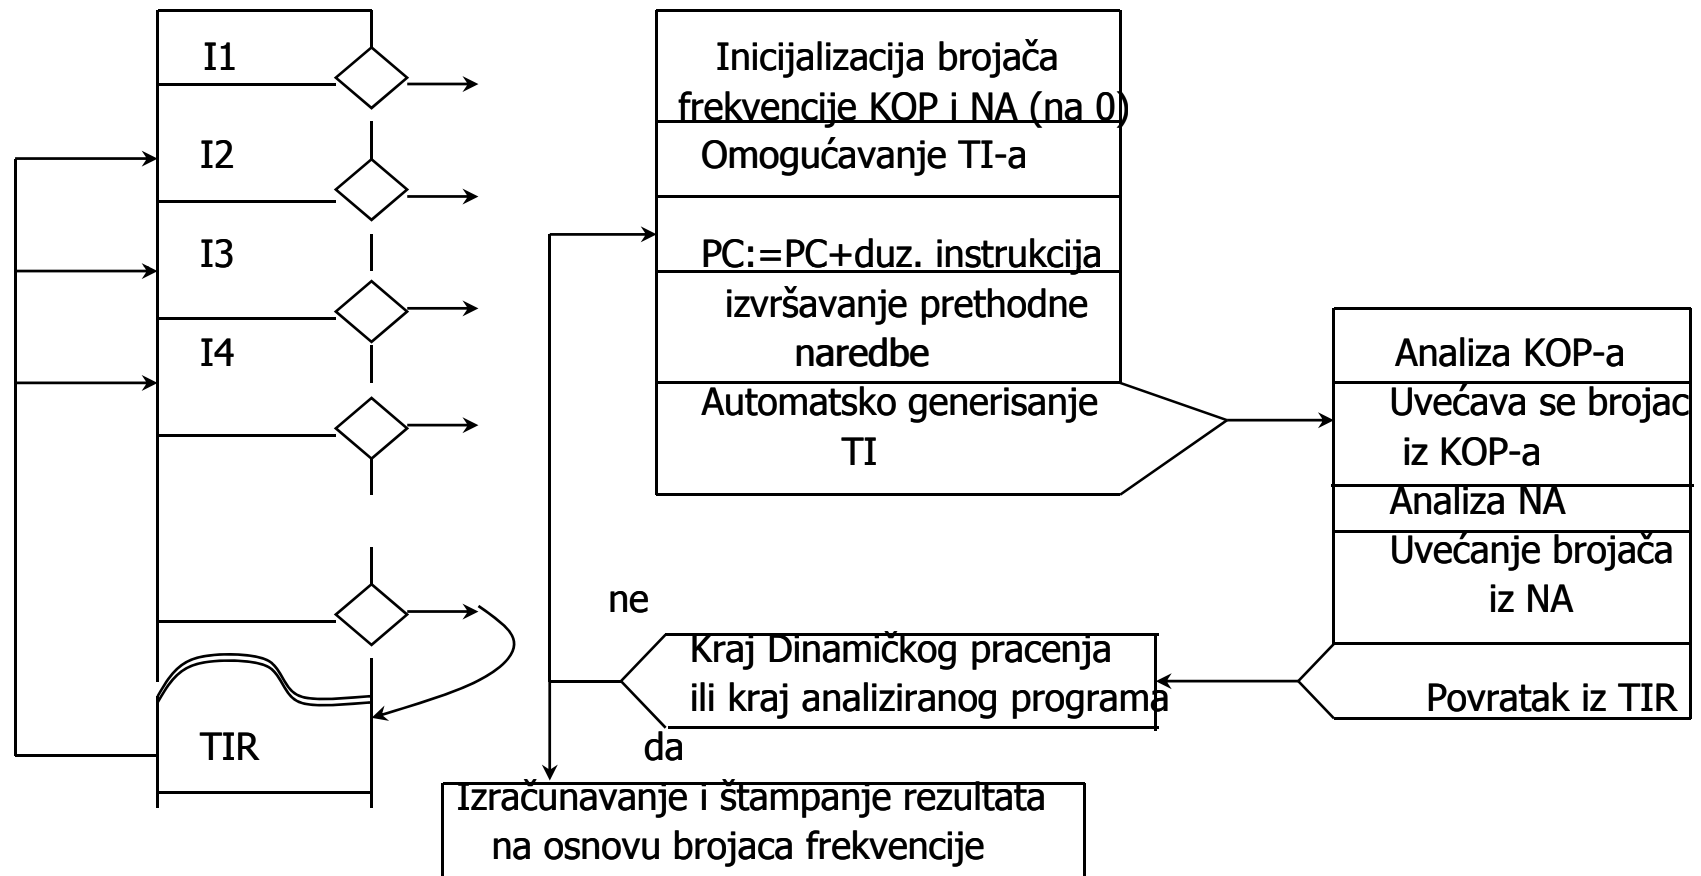 I1
I2
I3
I4
TIR
Inicijalizacija brojača
frekvencije KOP i NA (na 0)
Omogućavanje TI-a
PC:=PC+duz. instrukcija
izvršavanje prethodne
naredbe
Automatsko generisanje
TI
Analiza KOP-a
Uvećava se brojac
iz KOP-a
Analiza NA
Uvećanje brojača
iz NA
Povratak iz TIR
ne
Kraj Dinamičkog pracenja
ili kraj analiziranog programa
da
Izračunavanje i štampanje rezultata
na osnovu brojaca frekvencije